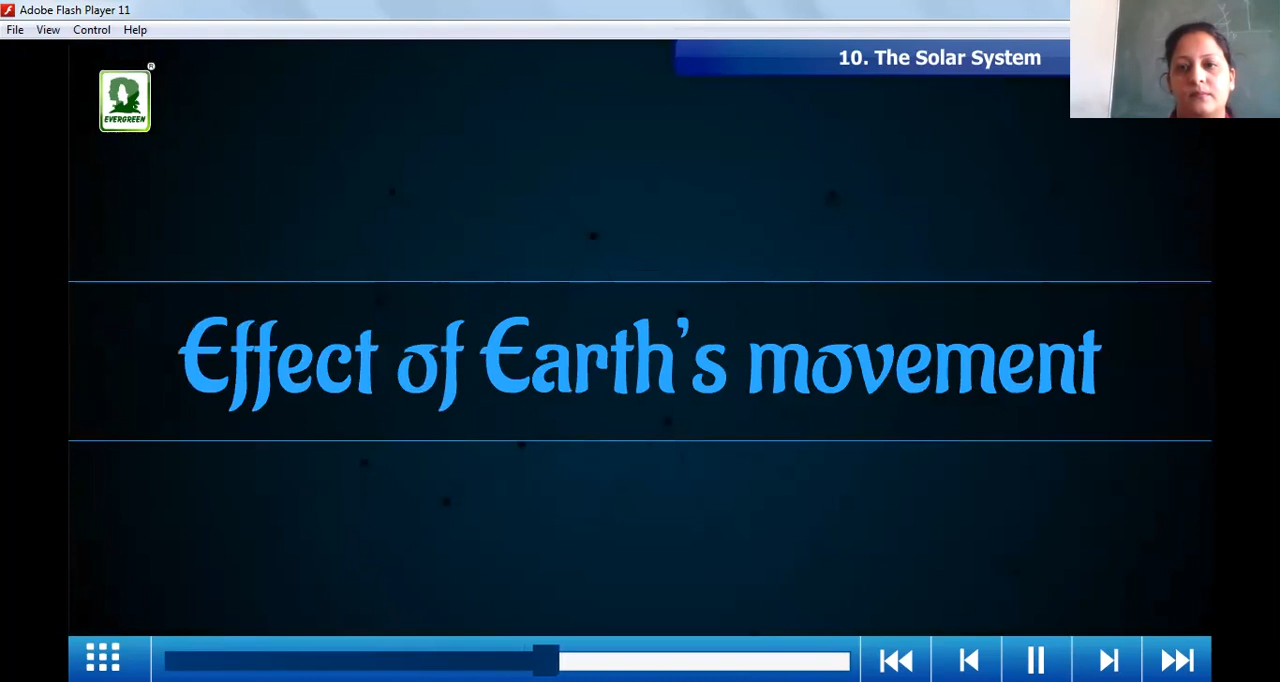 Adobe Flash Player 11
File View Control Help
10. The Solar System
®
EVERGREEN
Effect of Earth's movement